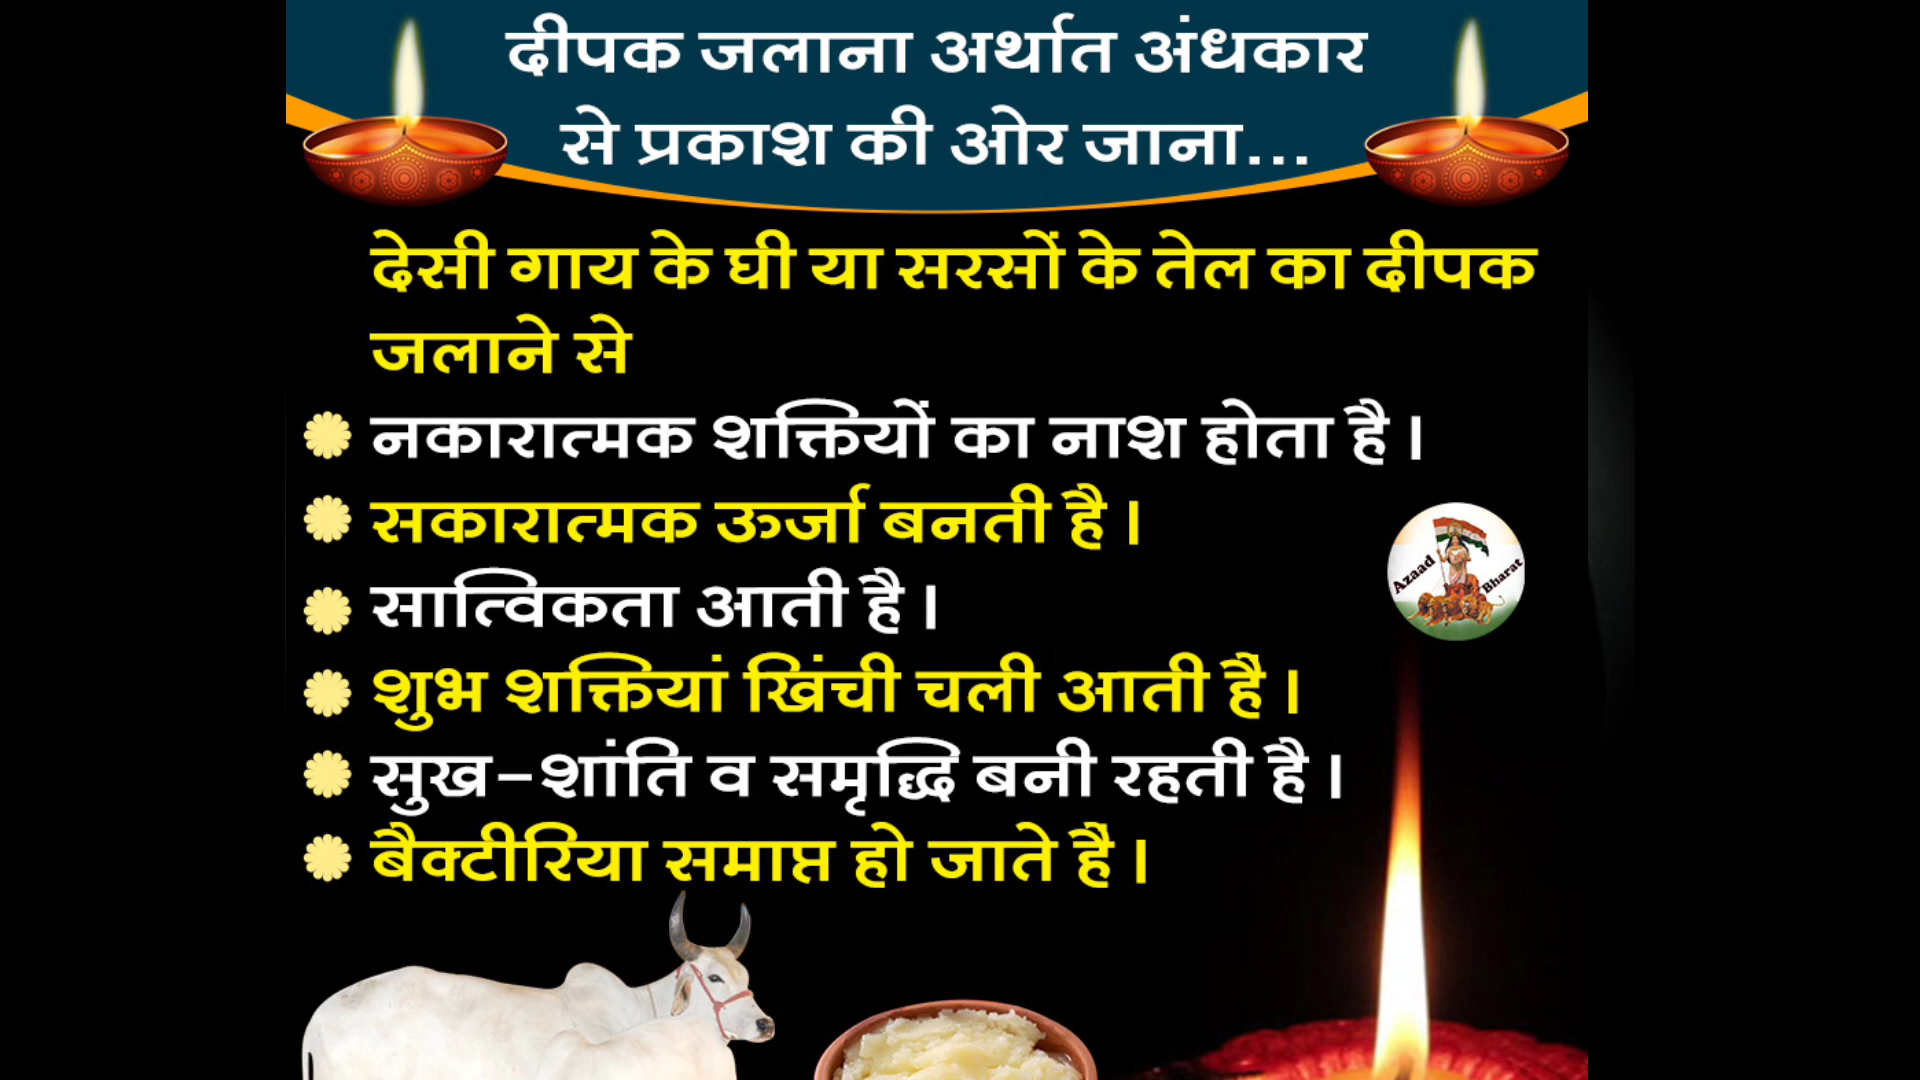 दीपक जलाना अर्थात अंधकार
से प्रकाश की ओर जाना...
देसी गाय के घी या सरसों के तेल का दीपक
जलाने से
नकारात्मक शक्तियों का नाश होता है ।
सकारात्मक ऊर्जा बनती है ।
सात्विकता आती है ।
शुभ शक्तियां खिंची चली आती है ।
सुख-शांति व समृद्धि बनी रहती है ।
बैक्टीरिया समाप्त हो जाते हैं ।
Azaad Bharat